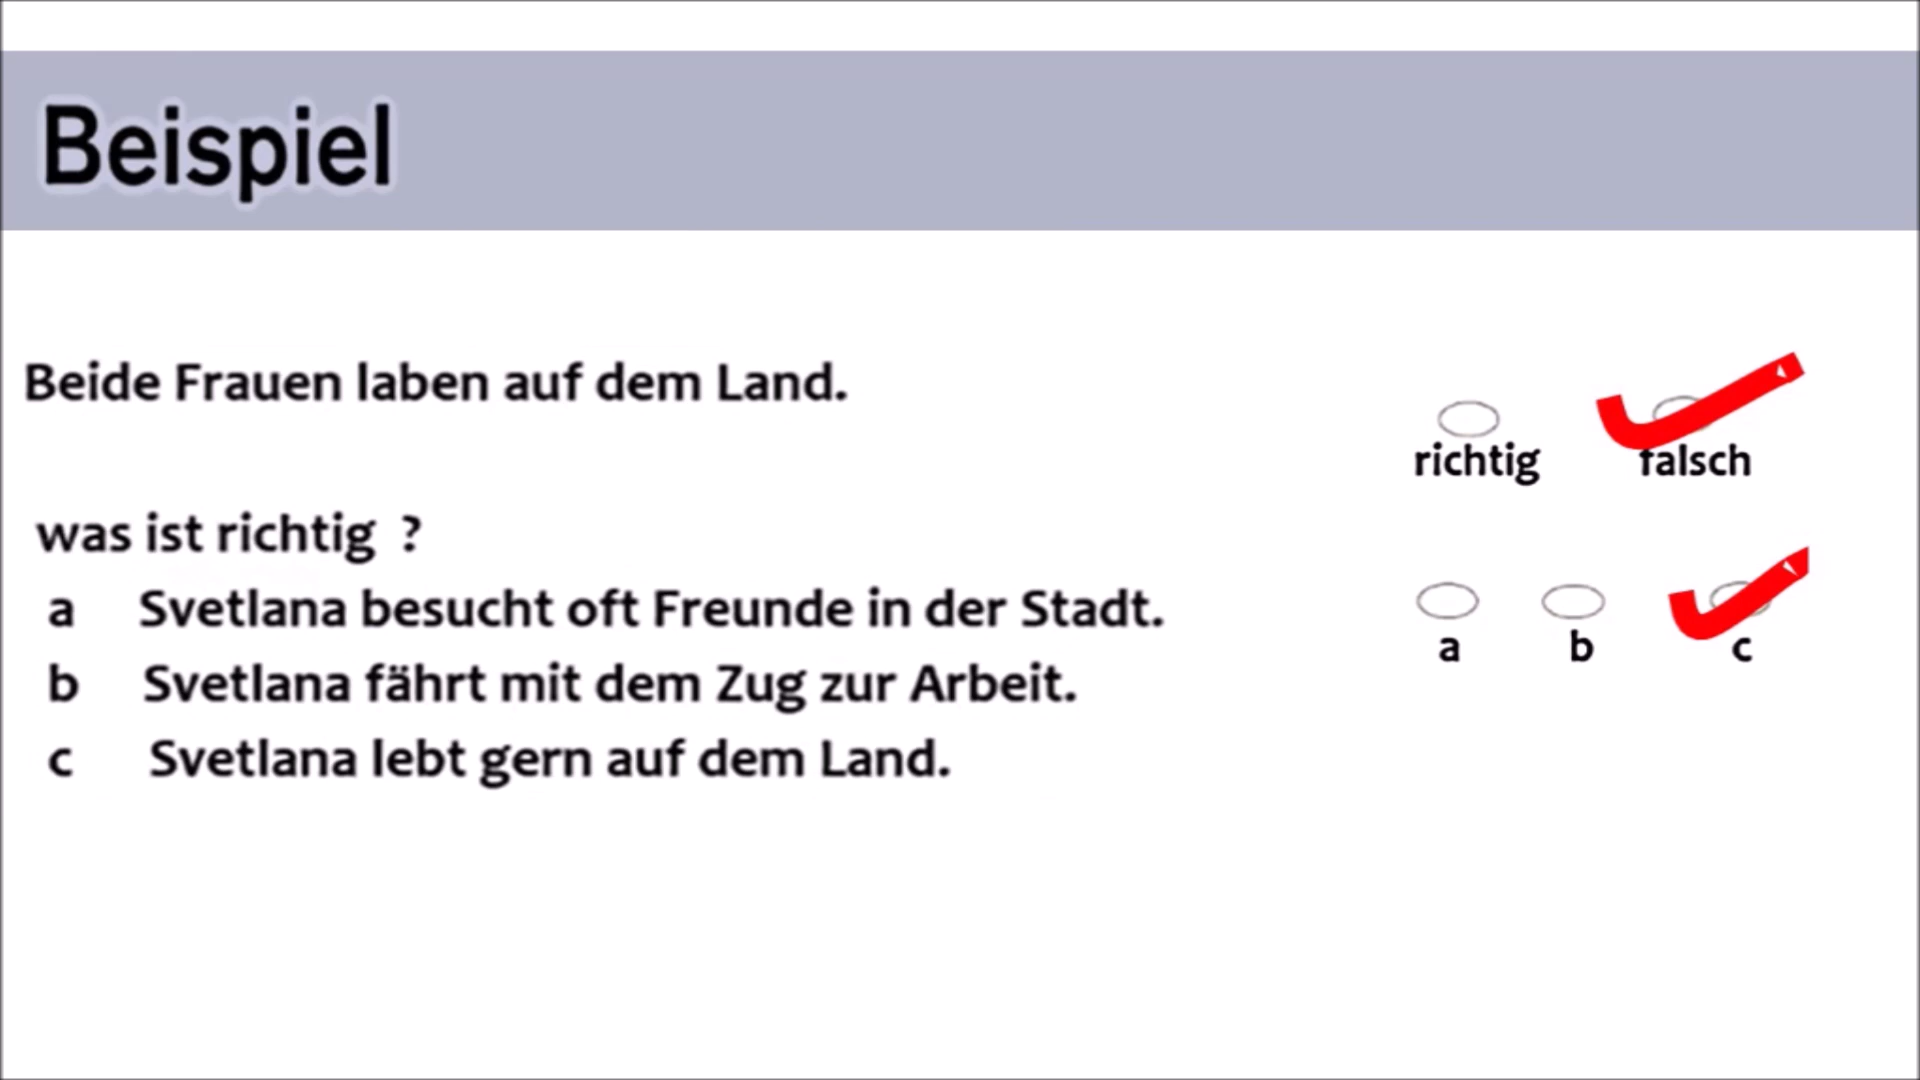 Beispiel
Beide Frauen laben auf dem Land.
richtig falsch
was ist richtig ?
a Svetlana besucht oft Freunde in der Stadt.
b Svetlana fährt mit dem Zug zur Arbeit.
c Svetlana lebt gern auf dem Land.
a b c